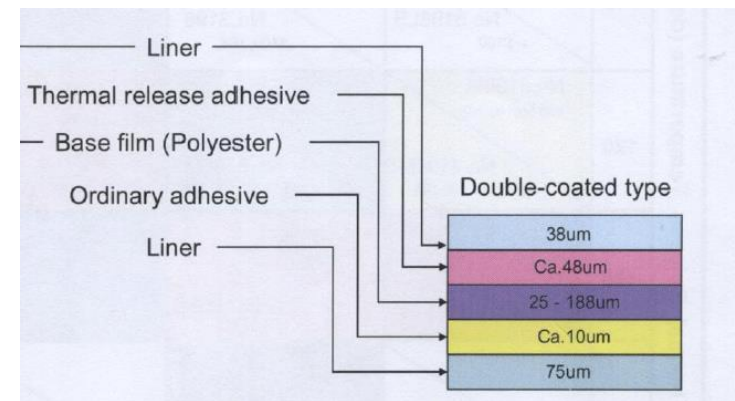 Liner
Thermal release adhesive
Base film (Polyester)
Ordinary adhesive
Liner
Double-coated type
38um
Ca.48um
25 - 188um
Ca.10um
75um